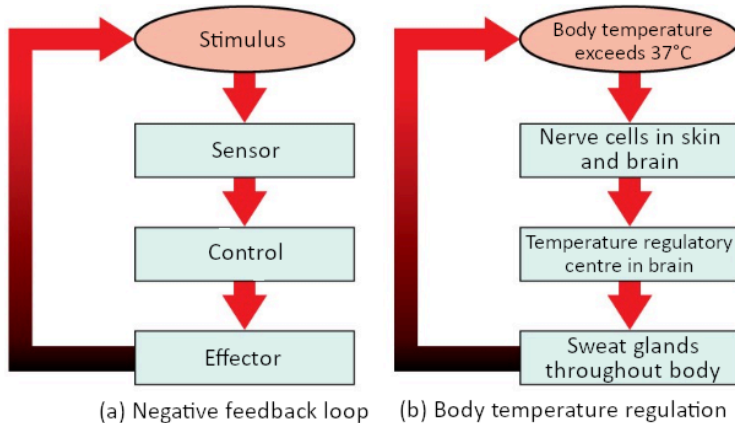 Stimulus
Sensor
Control
Effector
(a) Negative feedback loop
Body temperature
exceeds 37°C
Nerve cells in skin
and brain
Temperature regulatory
centre in brain
Sweat glands
throughout body
(b) Body temperature regulation